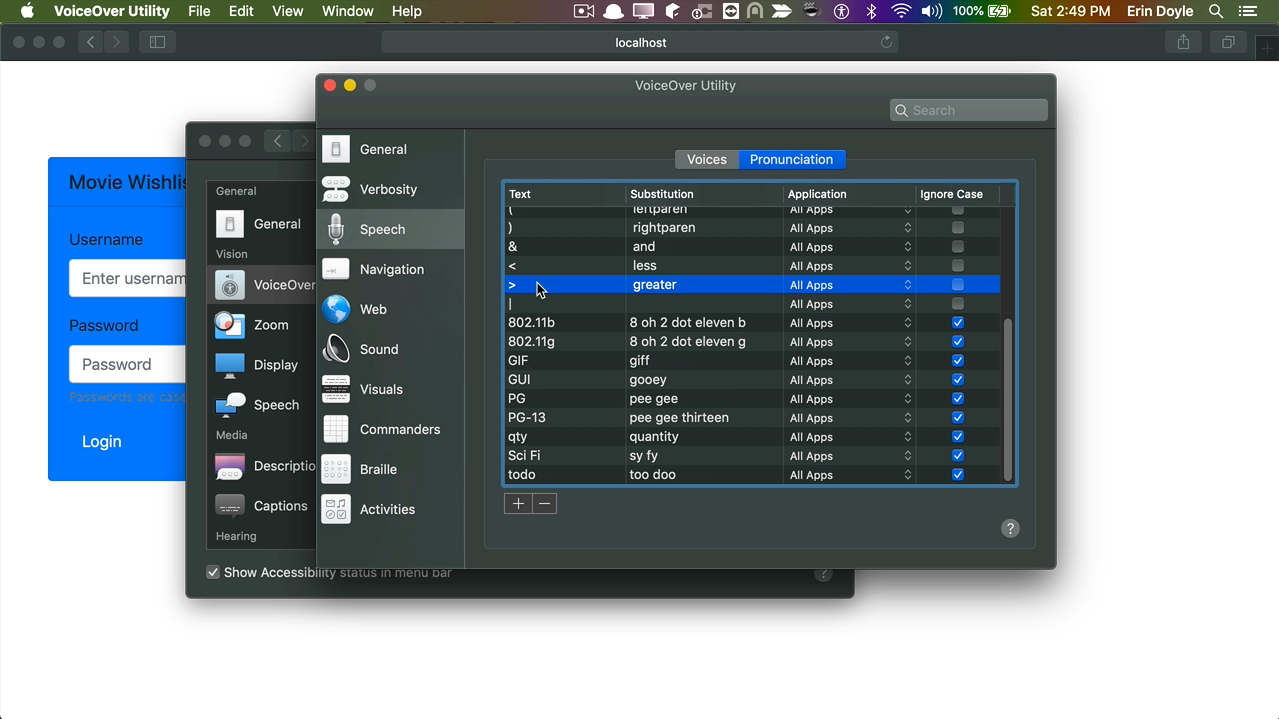 VoiceOver Utility File Edit View Window Help 100% Sat 2:49 PM Erin Doyle
localhost
VoiceOver Utility
Search
General
Verbosity
Speech
Navigation
Web
Sound
Visuals
Commanders
Braille
Activities
Voices Pronunciation
Text Substitution Application Ignore Case
( leftparen All Apps
) rightparen All Apps
& and All Apps
< less All Apps
> greater All Apps
| All Apps
802.11b 8 oh 2 dot eleven b All Apps
802.11g 8 oh 2 dot eleven g All Apps
GIF giff All Apps
GUI gooey All Apps
PG pee gee All Apps
PG-13 pee gee thirteen All Apps
qty quantity All Apps
Sci Fi sy fy All Apps
todo too doo All Apps
+ −
?
General
General
Vision
VoiceOver
Zoom
Display
Speech
Media
Descriptio
Captions
Hearing
Show Accessibility status in menu bar
?
Movie Wishlis
Username
Enter usernam
Password
Password
Passwords are case
Login